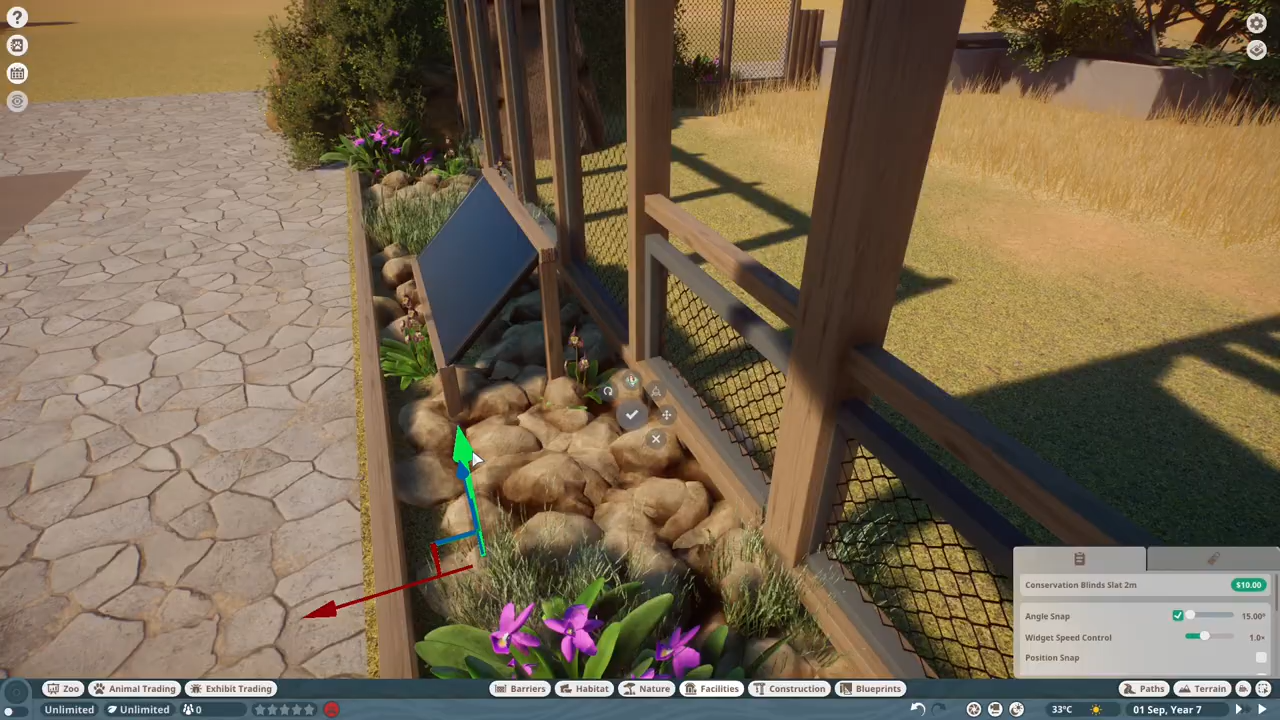 ?
Conservation Blinds Slat 2m
$10.00
Angle Snap
15.00°
Widget Speed Control
1.0×
Position Snap
Zoo
Animal Trading
Exhibit Trading
Barriers
Habitat
Nature
Facilities
Construction
Blueprints
Paths
Terrain
Unlimited
Unlimited
0
33°C
01 Sep, Year 7